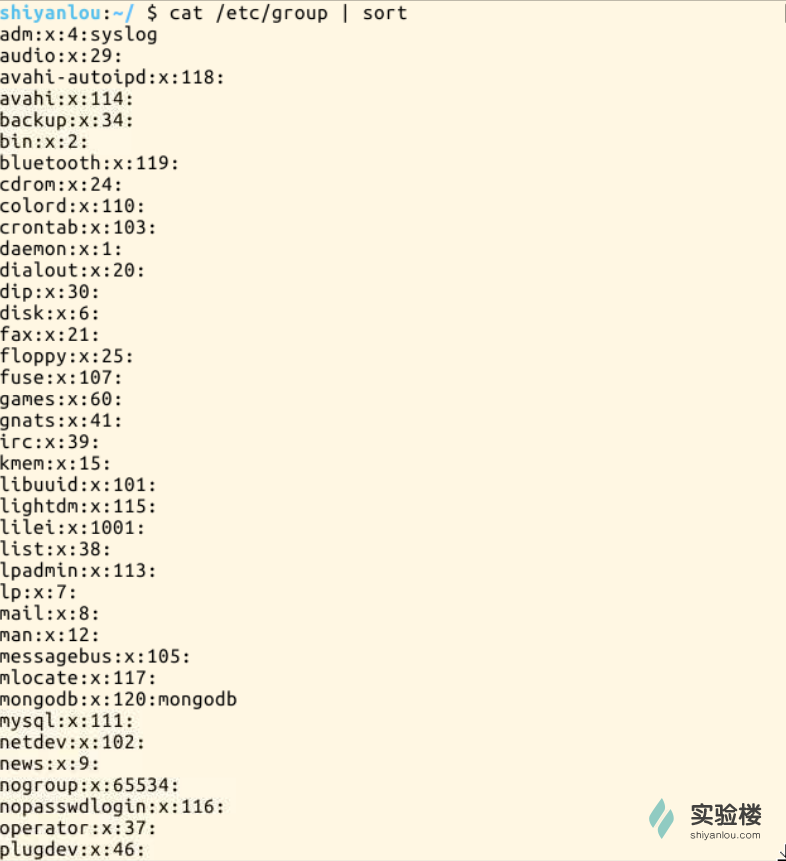 shiyanlou:~/ $ cat /etc/group | sort
adm:x:4:syslog
audio:x:29:
avahi-autoipd:x:118:
avahi:x:114:
backup:x:34:
bin:x:2:
bluetooth:x:119:
cdrom:x:24:
colord:x:110:
crontab:x:103:
daemon:x:1:
dialout:x:20:
dip:x:30:
disk:x:6:
fax:x:21:
floppy:x:25:
fuse:x:107:
games:x:60:
gnats:x:41:
irc:x:39:
kmem:x:15:
libuuid:x:101:
lightdm:x:115:
lilei:x:1001:
list:x:38:
lpadmin:x:113:
lp:x:7:
mail:x:8:
man:x:12:
messagebus:x:105:
mlocate:x:117:
mongodb:x:120:mongodb
mysql:x:111:
netdev:x:102:
news:x:9:
nogroup:x:65534:
nopasswdlogin:x:116:
operator:x:37:
plugdev:x:46:
实验楼
shiyanlou.com